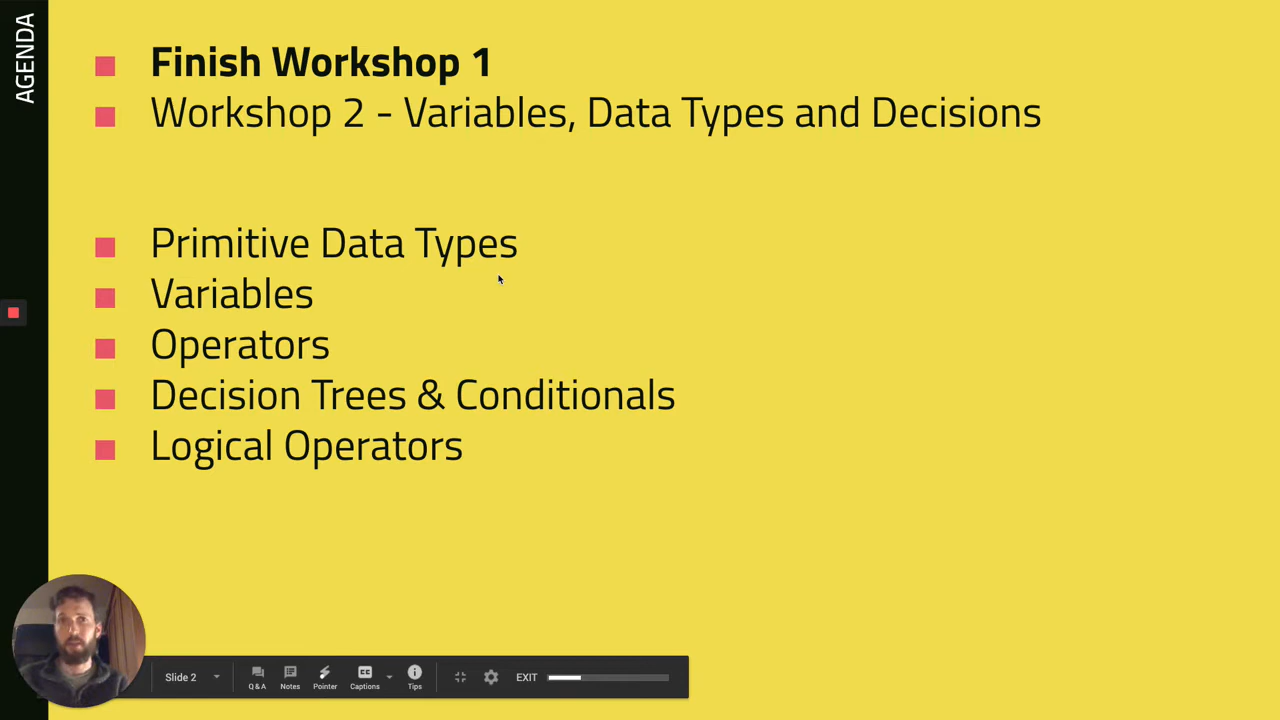 AGENDA
Finish Workshop 1
Workshop 2 - Variables, Data Types and Decisions
Primitive Data Types
Variables
Operators
Decision Trees & Conditionals
Logical Operators
Slide 2
Q & A
Notes
Pointer
CC
Captions
Tips
EXIT